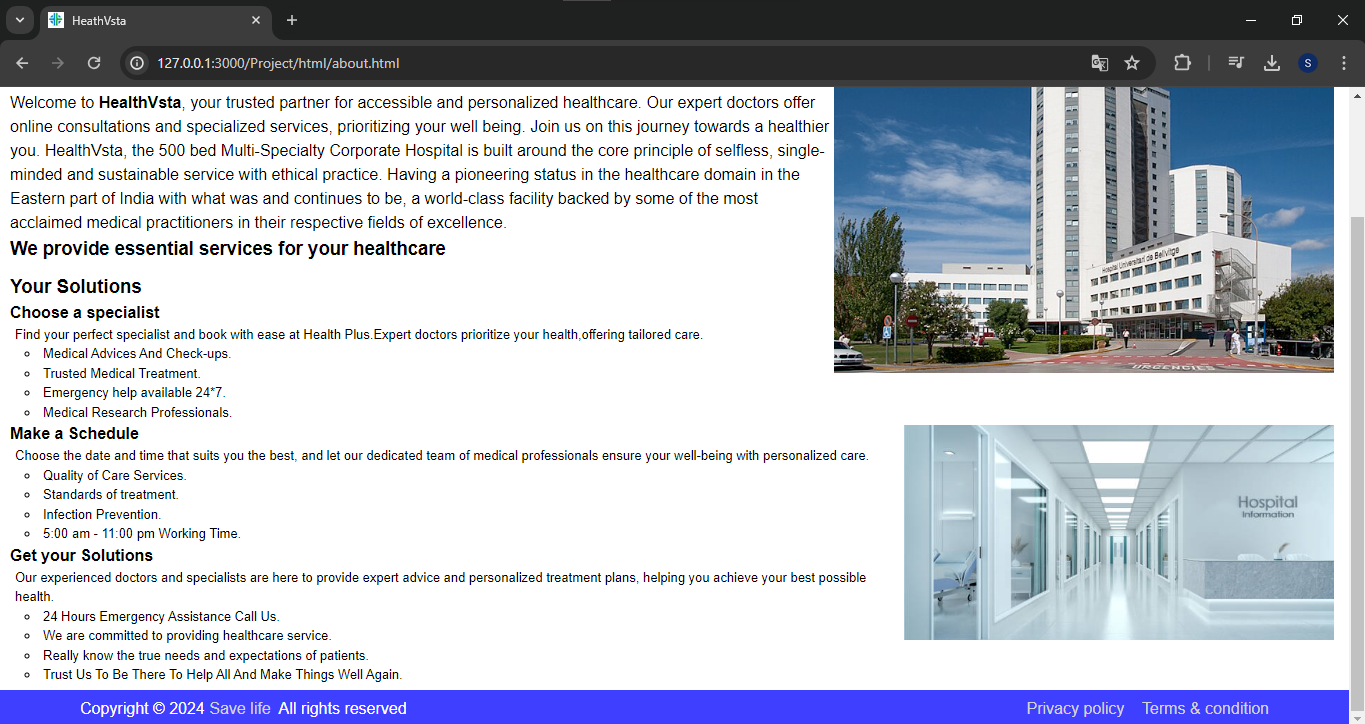 HeathVsta
127.0.0.1:3000/Project/html/about.html
S
Welcome to HealthVsta, your trusted partner for accessible and personalized healthcare. Our expert doctors offer
online consultations and specialized services, prioritizing your well being. Join us on this journey towards a healthier
you. HealthVsta, the 500 bed Multi-Specialty Corporate Hospital is built around the core principle of selfless, single-
minded and sustainable service with ethical practice. Having a pioneering status in the healthcare domain in the
Eastern part of India with what was and continues to be, a world-class facility backed by some of the most
acclaimed medical practitioners in their respective fields of excellence.
Hospital Universitari de Bellvitge
URGENCIES
We provide essential services for your healthcare
Your Solutions
Choose a specialist
Find your perfect specialist and book with ease at Health Plus.Expert doctors prioritize your health,offering tailored care.
Medical Advices And Check-ups.
Trusted Medical Treatment.
Emergency help available 24*7.
Medical Research Professionals.
Make a Schedule
Choose the date and time that suits you the best, and let our dedicated team of medical professionals ensure your well-being with personalized care.
Quality of Care Services.
Standards of treatment.
Infection Prevention.
5:00 am - 11:00 pm Working Time.
Hospital
Information
Get your Solutions
Our experienced doctors and specialists are here to provide expert advice and personalized treatment plans, helping you achieve your best possible
health.
24 Hours Emergency Assistance Call Us.
We are committed to providing healthcare service.
Really know the true needs and expectations of patients.
Trust Us To Be There To Help All And Make Things Well Again.
Copyright © 2024 Save life All rights reserved
Privacy policy Terms & condition